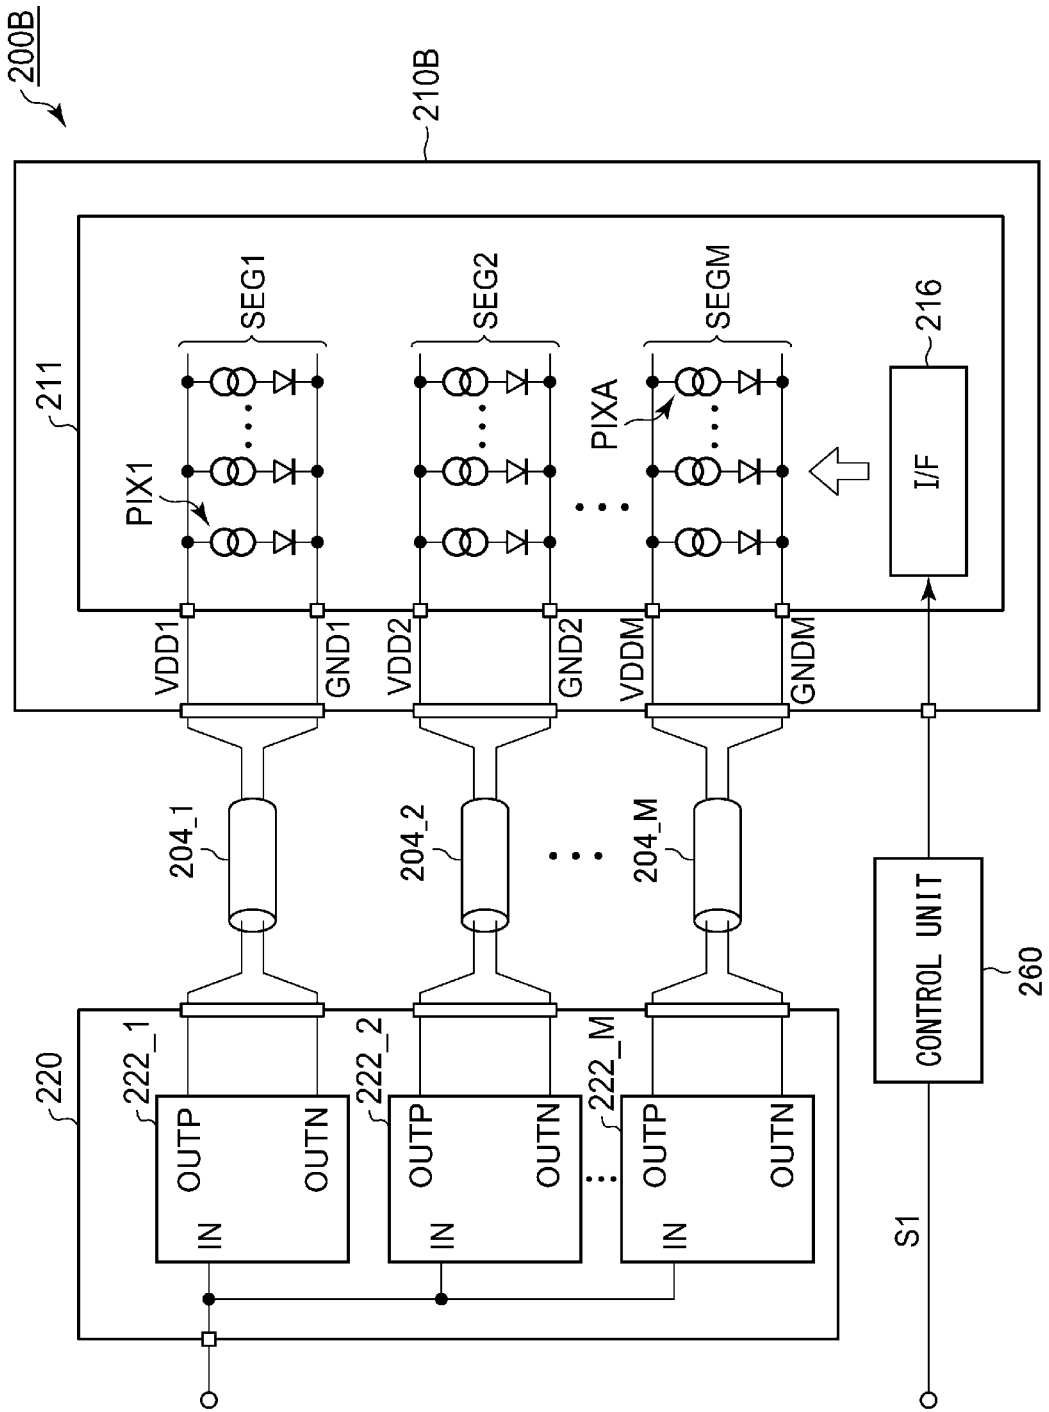 200B
210B
211
SEG1
SEG2
SEGM
PIX1
PIXA
216
I/F
VDD1
GND1
VDD2
GND2
VDDM
GNDM
204_1
204_2
204_M
220
222_1
OUTP
OUTN
IN
222_2
OUTP
OUTN
IN
222_M
OUTP
OUTN
IN
CONTROL UNIT
260
S1